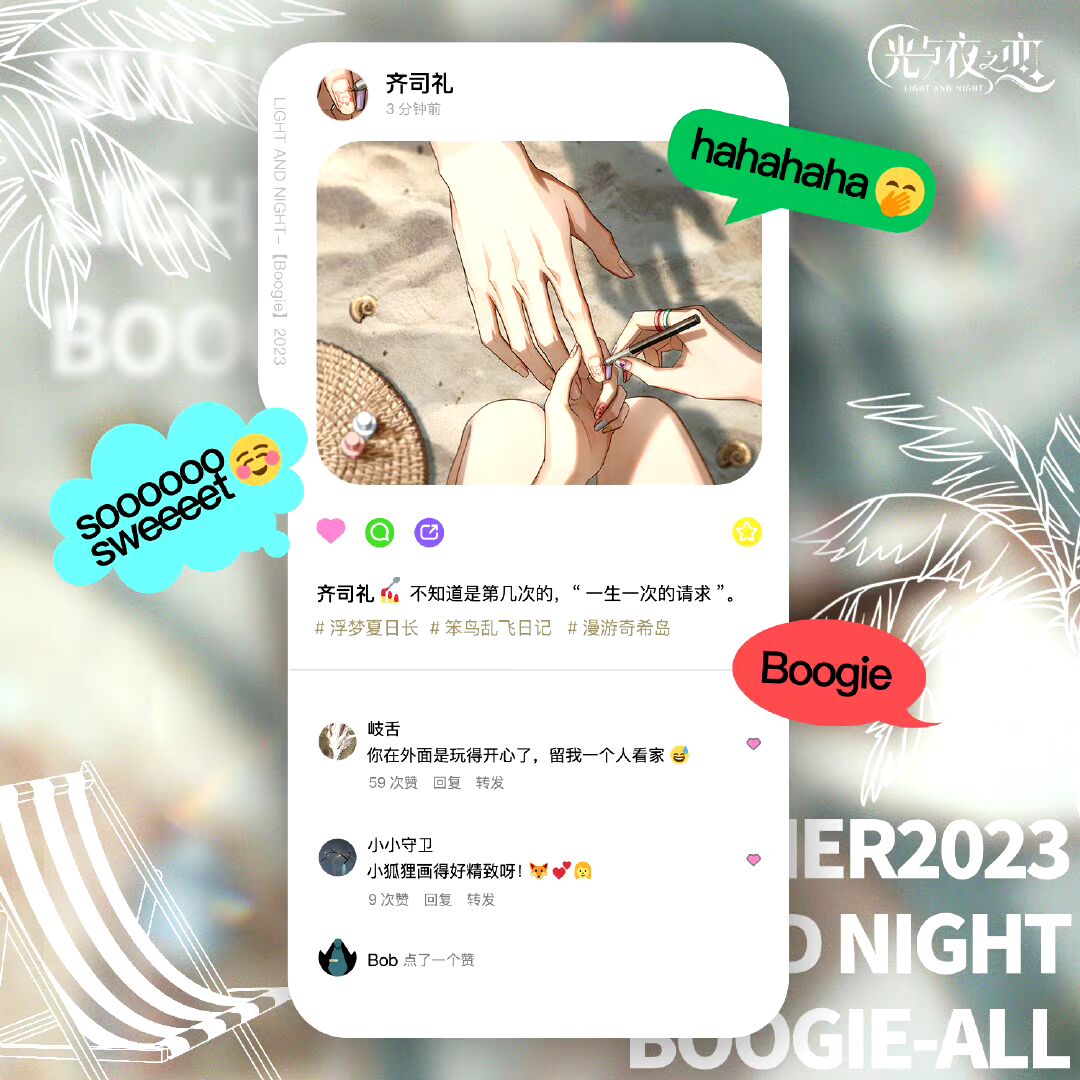 光与夜之恋
LIGHT AND NIGHT
齐司礼
3 分钟前
LIGHT AND NIGHT-【Boogie】2023
hahahaha
soooooo
sweeeet
齐司礼 💅 不知道是第几次的，“ 一生一次的请求 ”。
# 浮梦夏日长 # 笨鸟乱飞日记 # 漫游奇希岛
Boogie
岐舌
你在外面是玩得开心了，留我一个人看家 😅
59 次赞 回复 转发
小小守卫
小狐狸画得好精致呀！🦊💕👩
9 次赞 回复 转发
Bob 点了一个赞
MER2023
D NIGHT
BOOGIE-ALL
BOO